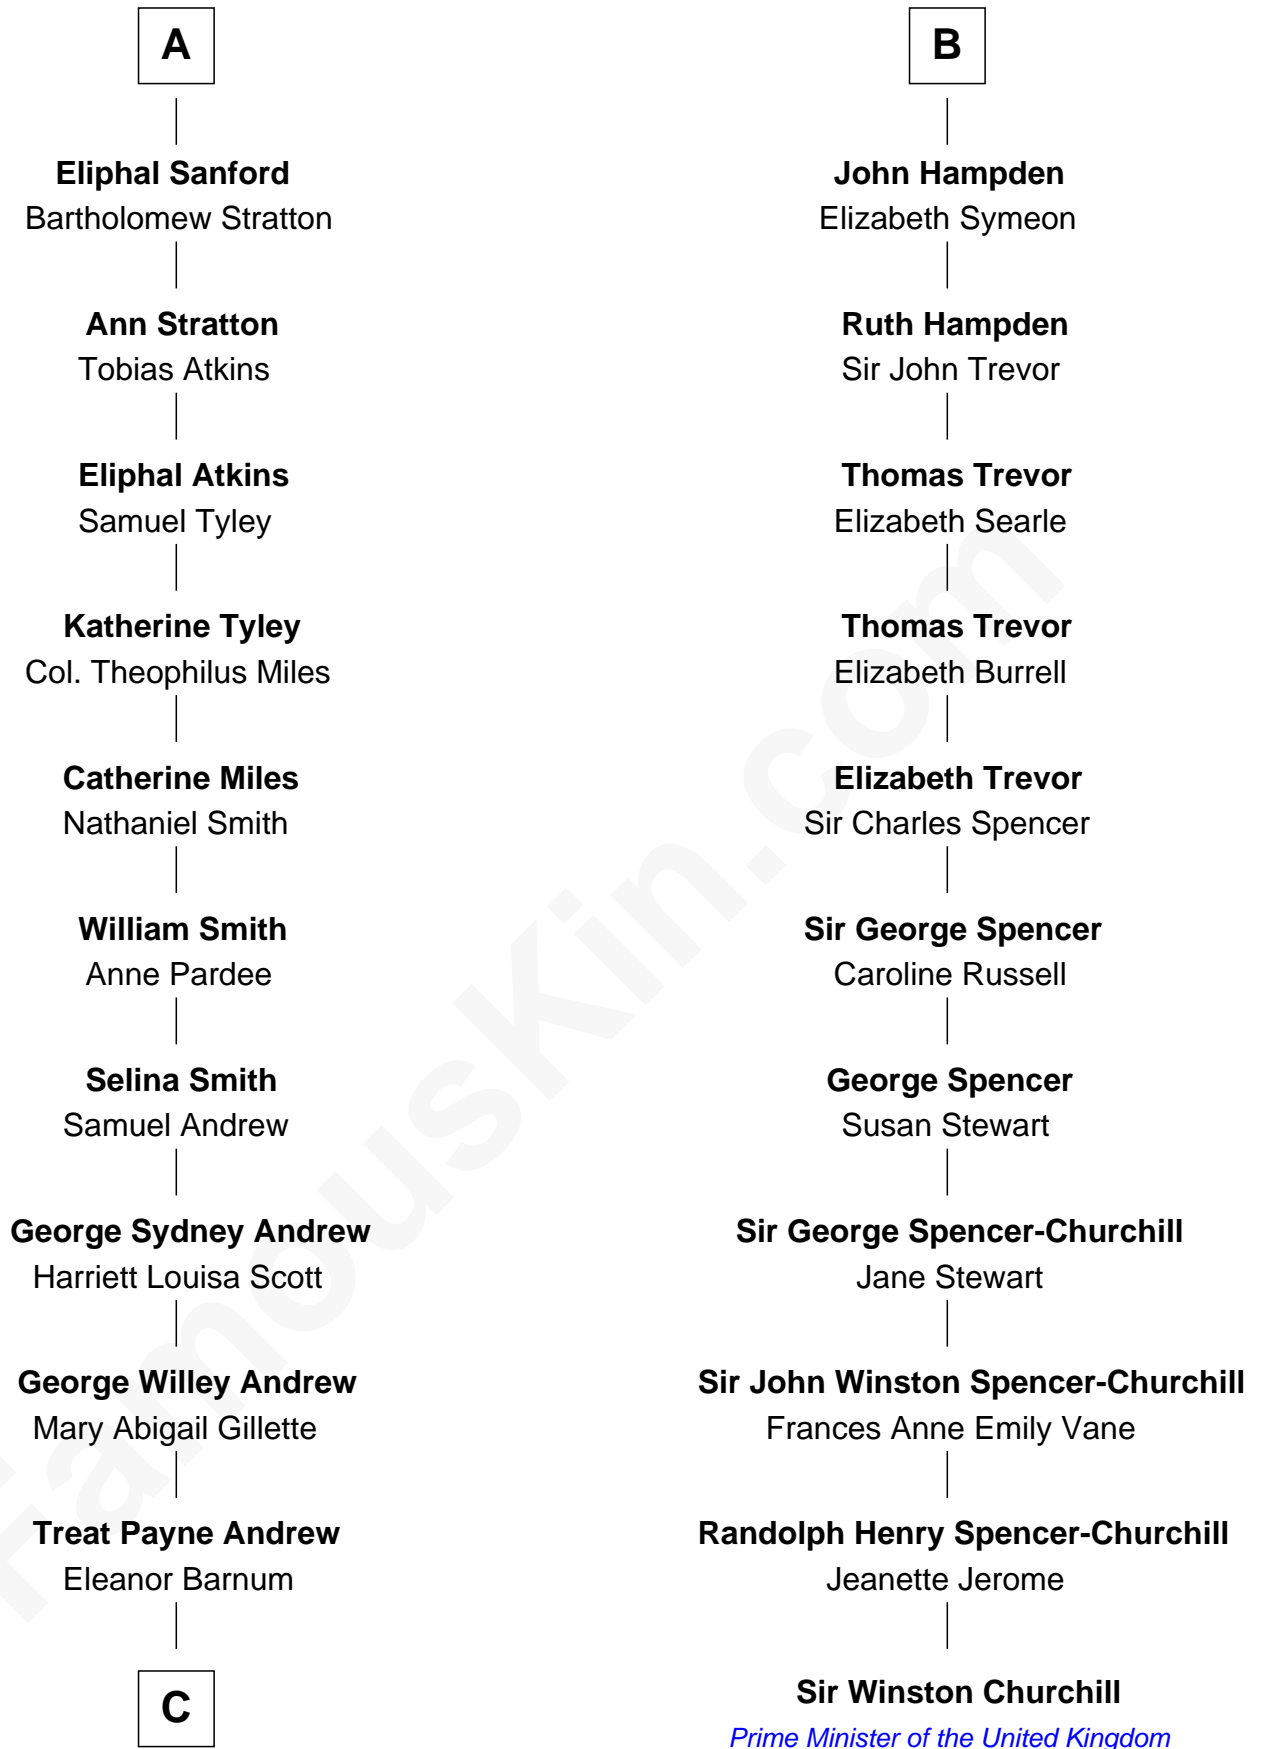 A
Eliphal Sanford
Bartholomew Stratton
Ann Stratton
Tobias Atkins
Eliphal Atkins
Samuel Tyley
Katherine Tyley
Col. Theophilus Miles
Catherine Miles
Nathaniel Smith
William Smith
Anne Pardee
Selina Smith
Samuel Andrew
George Sydney Andrew
Harriett Louisa Scott
George Willey Andrew
Mary Abigail Gillette
Treat Payne Andrew
Eleanor Barnum
C
B
John Hampden
Elizabeth Symeon
Ruth Hampden
Sir John Trevor
Thomas Trevor
Elizabeth Searle
Thomas Trevor
Elizabeth Burrell
Elizabeth Trevor
Sir Charles Spencer
Sir George Spencer
Caroline Russell
George Spencer
Susan Stewart
Sir George Spencer-Churchill
Jane Stewart
Sir John Winston Spencer-Churchill
Frances Anne Emily Vane
Randolph Henry Spencer-Churchill
Jeanette Jerome
Sir Winston Churchill
Prime Minister of the United Kingdom
FamousKin.com